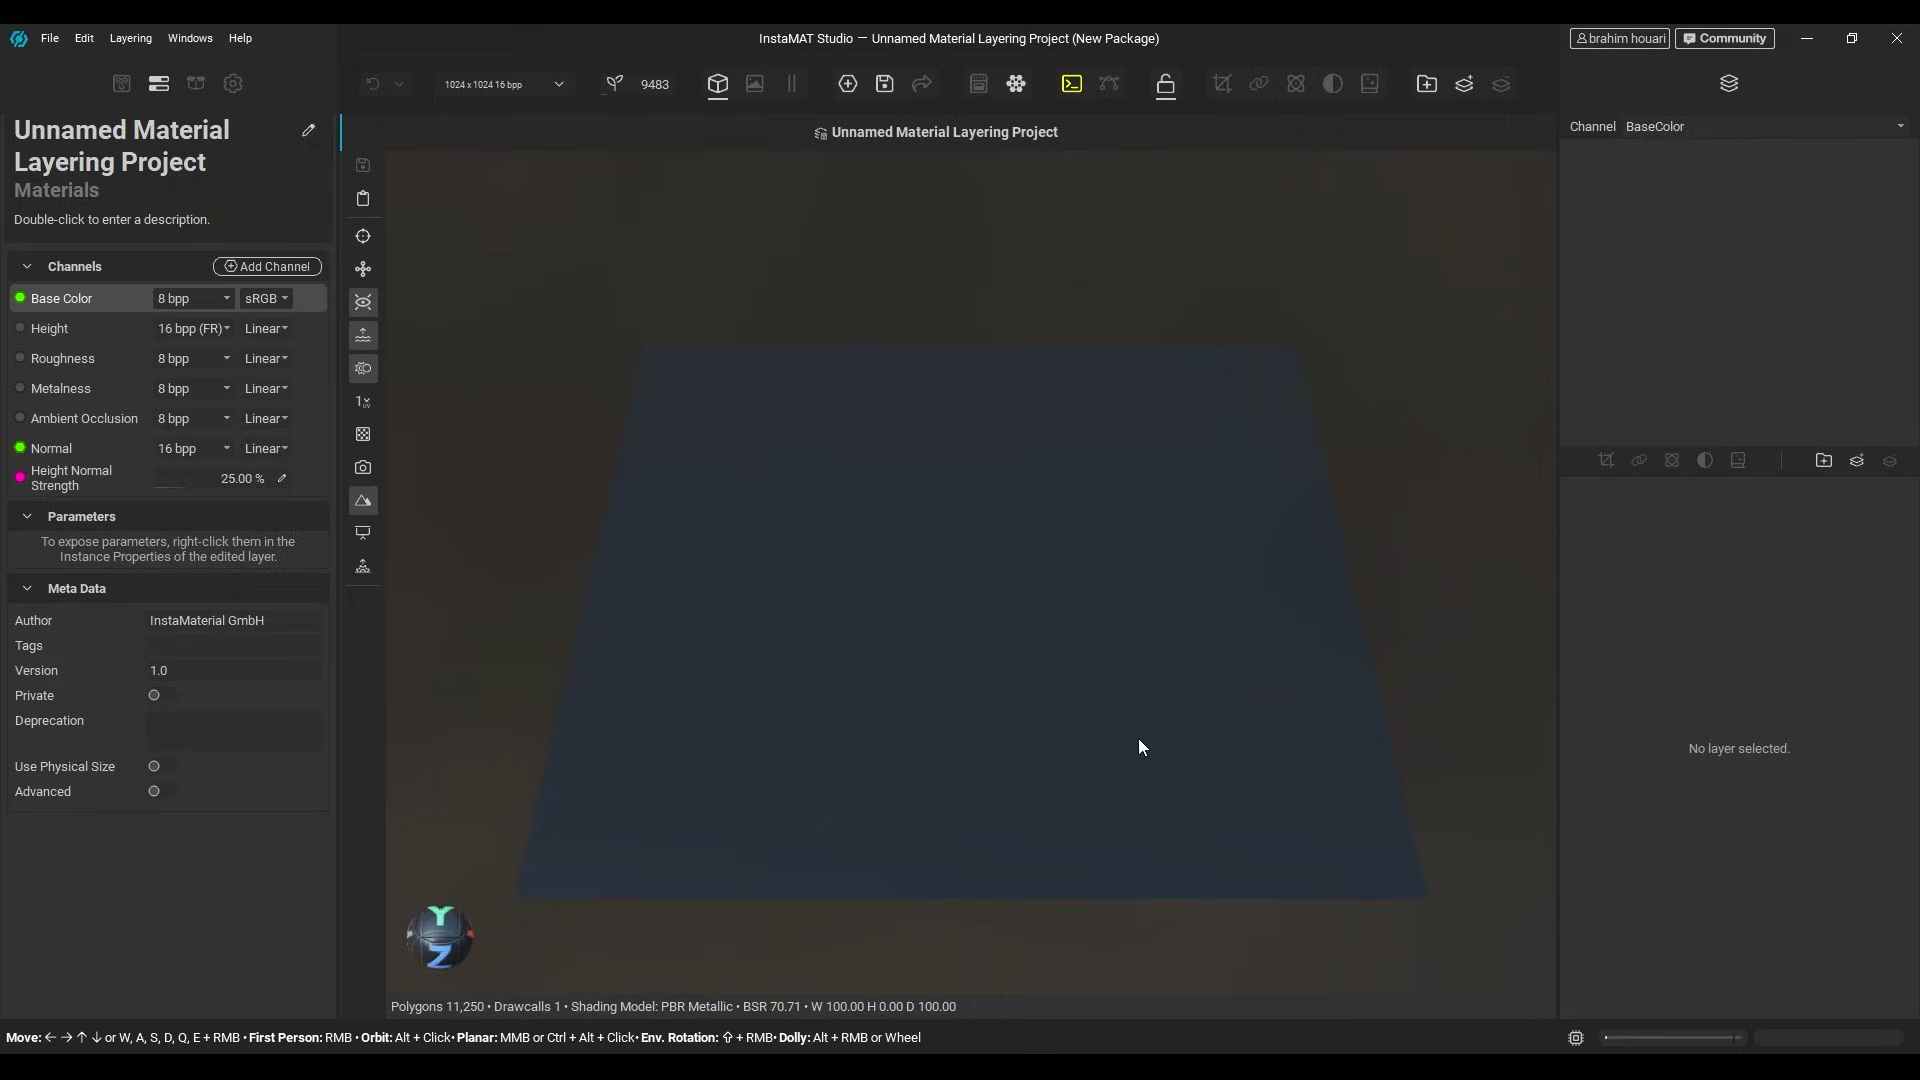 File Edit Layering Windows Help
InstaMAT Studio — Unnamed Material Layering Project (New Package)
brahim houari
Community
1024 x 1024 16 bpp
9483
Unnamed Material
Layering Project
Materials
Double-click to enter a description.
Unnamed Material Layering Project
Channel BaseColor
Channels
Add Channel
Base Color 8 bpp sRGB
Height 16 bpp (FR) Linear
Roughness 8 bpp Linear
Metalness 8 bpp Linear
Ambient Occlusion 8 bpp Linear
Normal 16 bpp Linear
Height Normal
Strength 25.00 %
1
UV
Parameters
To expose parameters, right-click them in the
Instance Properties of the edited layer.
Meta Data
Author InstaMaterial GmbH
Tags
Version 1.0
Private
Deprecation
Use Physical Size
Advanced
No layer selected.
Y
Z
Polygons 11,250 • Drawcalls 1 • Shading Model: PBR Metallic • BSR 70.71 • W 100.00 H 0.00 D 100.00
Move: ← → ↑ ↓ or W, A, S, D, Q, E + RMB • First Person: RMB • Orbit: Alt + Click • Planar: MMB or Ctrl + Alt + Click • Env. Rotation: ⇧ + RMB • Dolly: Alt + RMB or Wheel